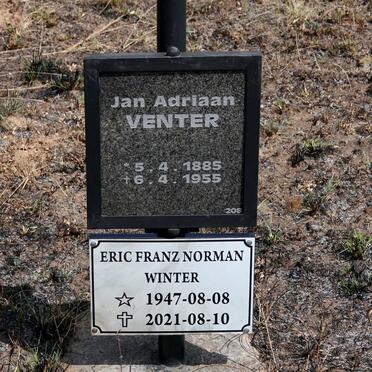 Jan Adriaan
VENTER
* 5 . 4 . 1885
† 6 . 4 . 1955
208
ERIC FRANZ NORMAN
WINTER
☆ 1947-08-08
✝ 2021-08-10